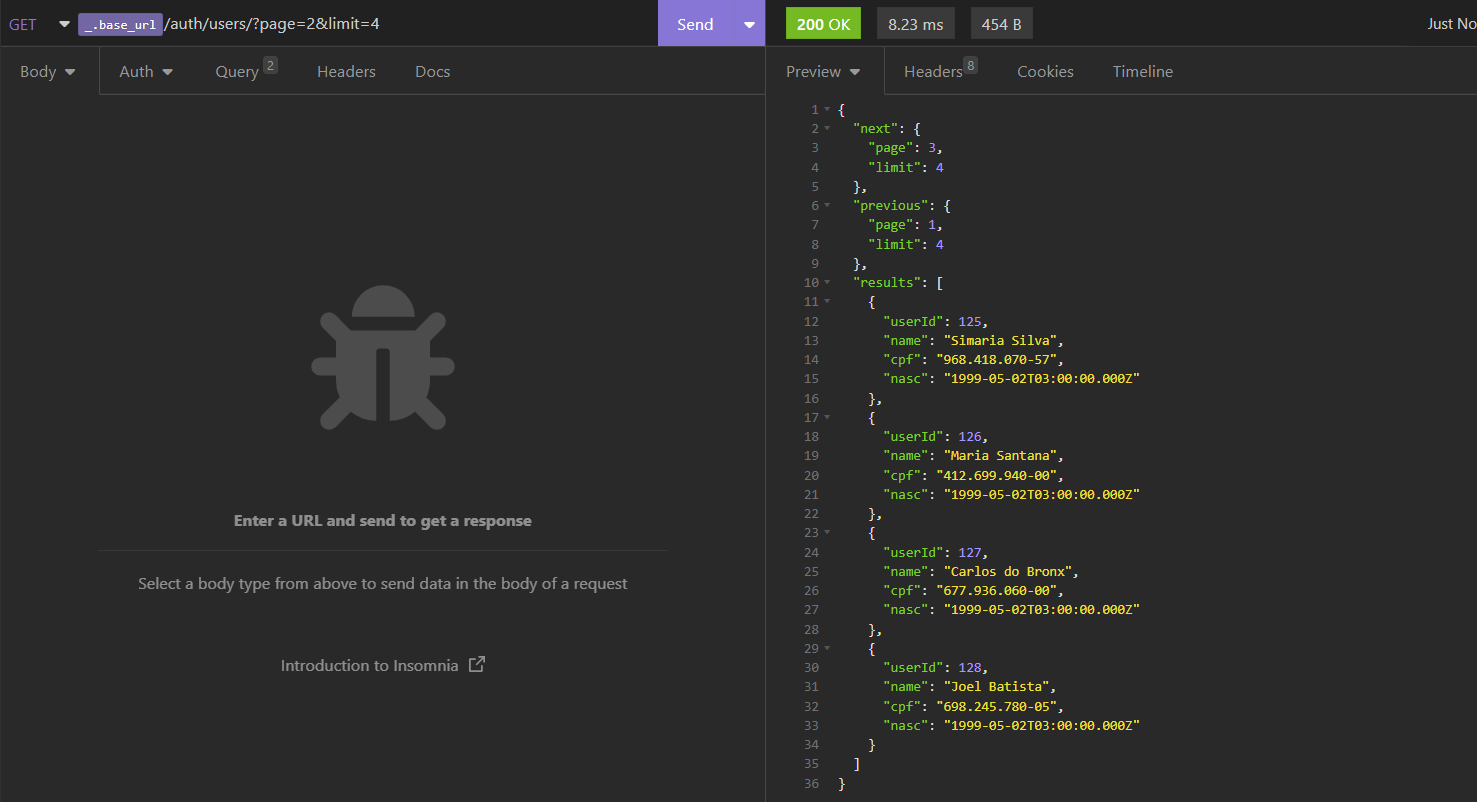 GET _.base_url/auth/users/?page=2&limit=4 Send
Body Auth Query 2 Headers Docs
Enter a URL and send to get a response
Select a body type from above to send data in the body of a request
Introduction to Insomnia
200 OK 8.23 ms 454 B Just No
Preview Headers 8 Cookies Timeline
1 {
2 "next": {
3 "page": 3,
4 "limit": 4
5 },
6 "previous": {
7 "page": 1,
8 "limit": 4
9 },
10 "results": [
11 {
12 "userId": 125,
13 "name": "Simaria Silva",
14 "cpf": "968.418.070-57",
15 "nasc": "1999-05-02T03:00:00.000Z"
16 },
17 {
18 "userId": 126,
19 "name": "Maria Santana",
20 "cpf": "412.699.940-00",
21 "nasc": "1999-05-02T03:00:00.000Z"
22 },
23 {
24 "userId": 127,
25 "name": "Carlos do Bronx",
26 "cpf": "677.936.060-00",
27 "nasc": "1999-05-02T03:00:00.000Z"
28 },
29 {
30 "userId": 128,
31 "name": "Joel Batista",
32 "cpf": "698.245.780-05",
33 "nasc": "1999-05-02T03:00:00.000Z"
34 }
35 ]
36 }